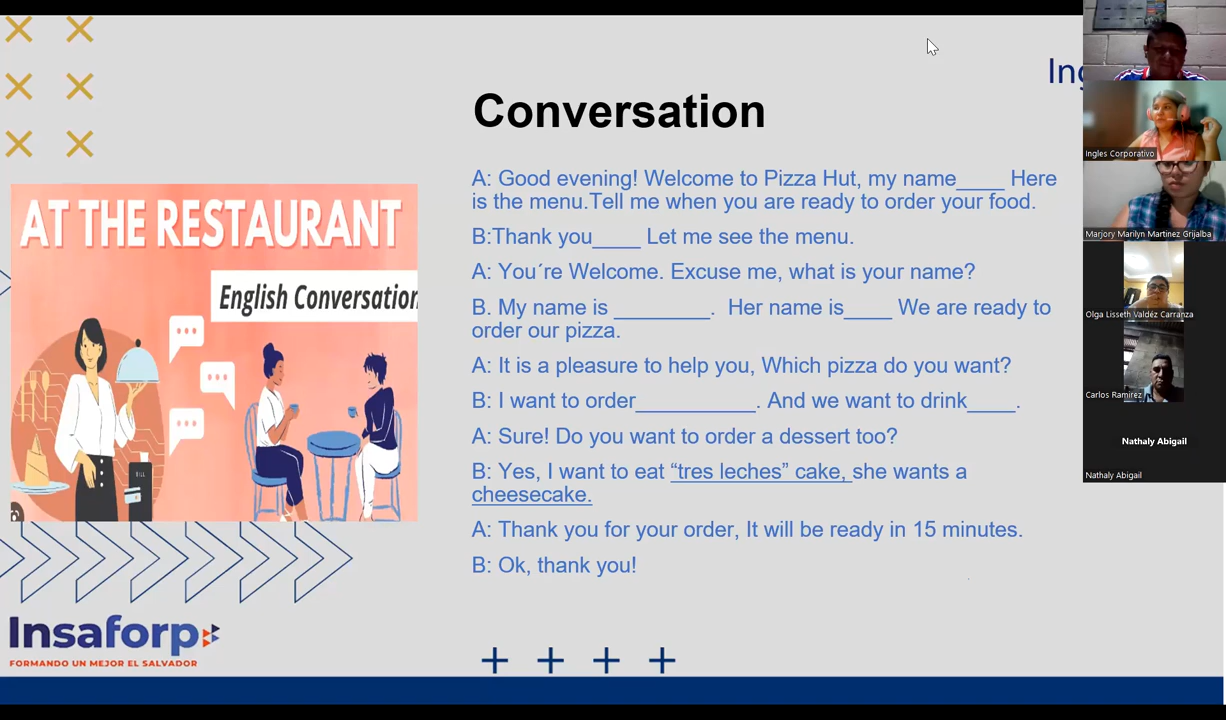 Ing
Conversation
A: Good evening! Welcome to Pizza Hut, my name____ Here
is the menu.Tell me when you are ready to order your food.
B:Thank you____ Let me see the menu.
A: You´re Welcome. Excuse me, what is your name?
B. My name is ________.  Her name is____ We are ready to
order our pizza.
A: It is a pleasure to help you, Which pizza do you want?
B: I want to order__________. And we want to drink____.
A: Sure! Do you want to order a dessert too?
B: Yes, I want to eat “tres leches” cake, she wants a
cheesecake.
A: Thank you for your order, It will be ready in 15 minutes.
B: Ok, thank you!
AT THE RESTAURANT
English Conversation
BILL
Insaforp
FORMANDO UN MEJOR EL SALVADOR
Ingles Corporativo
Marjory Marilyn Martinez Grijalba
Olga Lisseth Valdéz Carranza
Carlos Ramirez
Nathaly Abigail
Nathaly Abigail